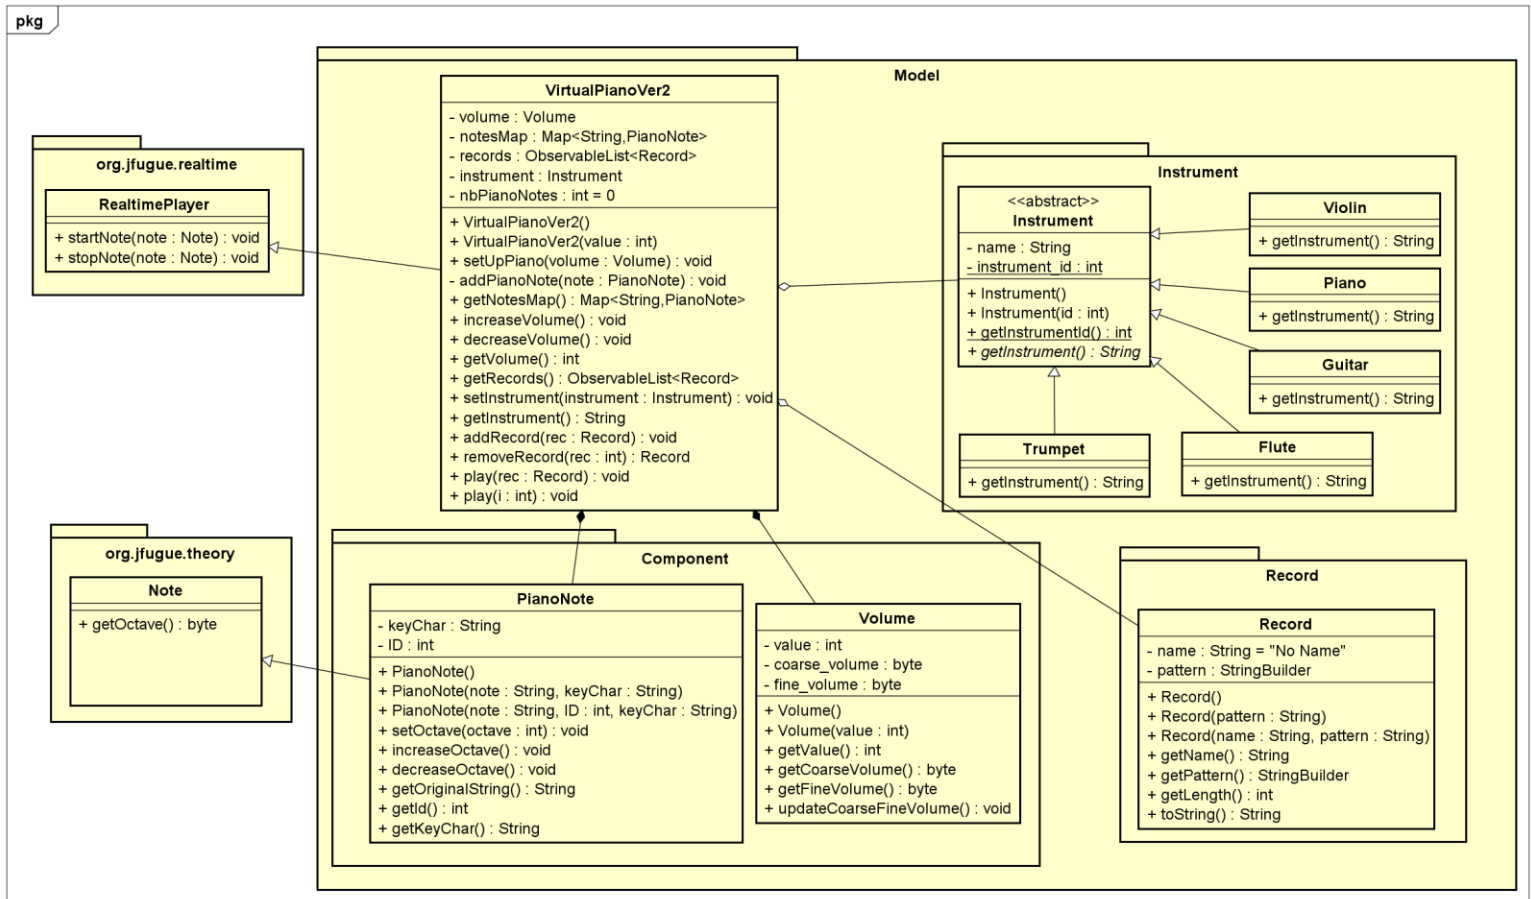 pkg
Model
VirtualPianoVer2
- volume : Volume
- notesMap : Map<String,PianoNote>
- records : ObservableList<Record>
- instrument : Instrument
- nbPianoNotes : int = 0
+ VirtualPianoVer2()
+ VirtualPianoVer2(value : int)
+ setUpPiano(volume : Volume) : void
- addPianoNote(note : PianoNote) : void
+ getNotesMap() : Map<String,PianoNote>
+ increaseVolume() : void
+ decreaseVolume() : void
+ getVolume() : int
+ getRecords() : ObservableList<Record>
+ setInstrument(instrument : Instrument) : void
+ getInstrument() : String
+ addRecord(rec : Record) : void
+ removeRecord(rec : int) : Record
+ play(rec : Record) : void
+ play(i : int) : void
org.jfugue.realtime
RealtimePlayer
+ startNote(note : Note) : void
+ stopNote(note : Note) : void
Instrument
<<abstract>>
Instrument
- name : String
- instrument_id : int
+ Instrument()
+ Instrument(id : int)
+ getInstrumentId() : int
+ getInstrument() : String
Violin
+ getInstrument() : String
Piano
+ getInstrument() : String
Guitar
+ getInstrument() : String
Trumpet
+ getInstrument() : String
Flute
+ getInstrument() : String
org.jfugue.theory
Note
+ getOctave() : byte
Component
PianoNote
- keyChar : String
- ID : int
+ PianoNote()
+ PianoNote(note : String, keyChar : String)
+ PianoNote(note : String, ID : int, keyChar : String)
+ setOctave(octave : int) : void
+ increaseOctave() : void
+ decreaseOctave() : void
+ getOriginalString() : String
+ getId() : int
+ getKeyChar() : String
Volume
- value : int
- coarse_volume : byte
- fine_volume : byte
+ Volume()
+ Volume(value : int)
+ getValue() : int
+ getCoarseVolume() : byte
+ getFineVolume() : byte
+ updateCoarseFineVolume() : void
Record
Record
- name : String = "No Name"
- pattern : StringBuilder
+ Record()
+ Record(pattern : String)
+ Record(name : String, pattern : String)
+ getName() : String
+ getPattern() : StringBuilder
+ getLength() : int
+ toString() : String